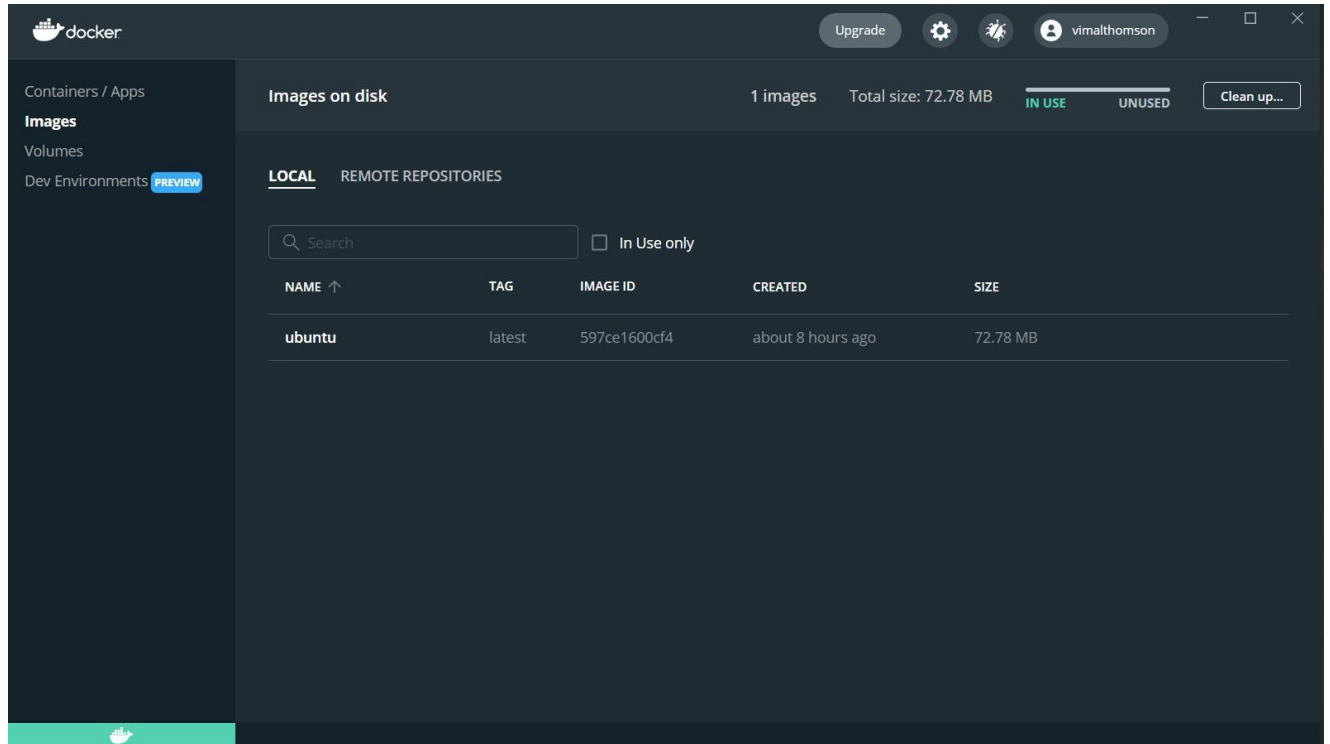 docker
Upgrade
vimalthomson
Containers / Apps
Images
Volumes
Dev Environments PREVIEW
Images on disk
1 images
Total size: 72.78 MB
IN USE
UNUSED
Clean up...
LOCAL
REMOTE REPOSITORIES
Search
In Use only
NAME TAG IMAGE ID CREATED SIZE
ubuntu latest 597ce1600cf4 about 8 hours ago 72.78 MB